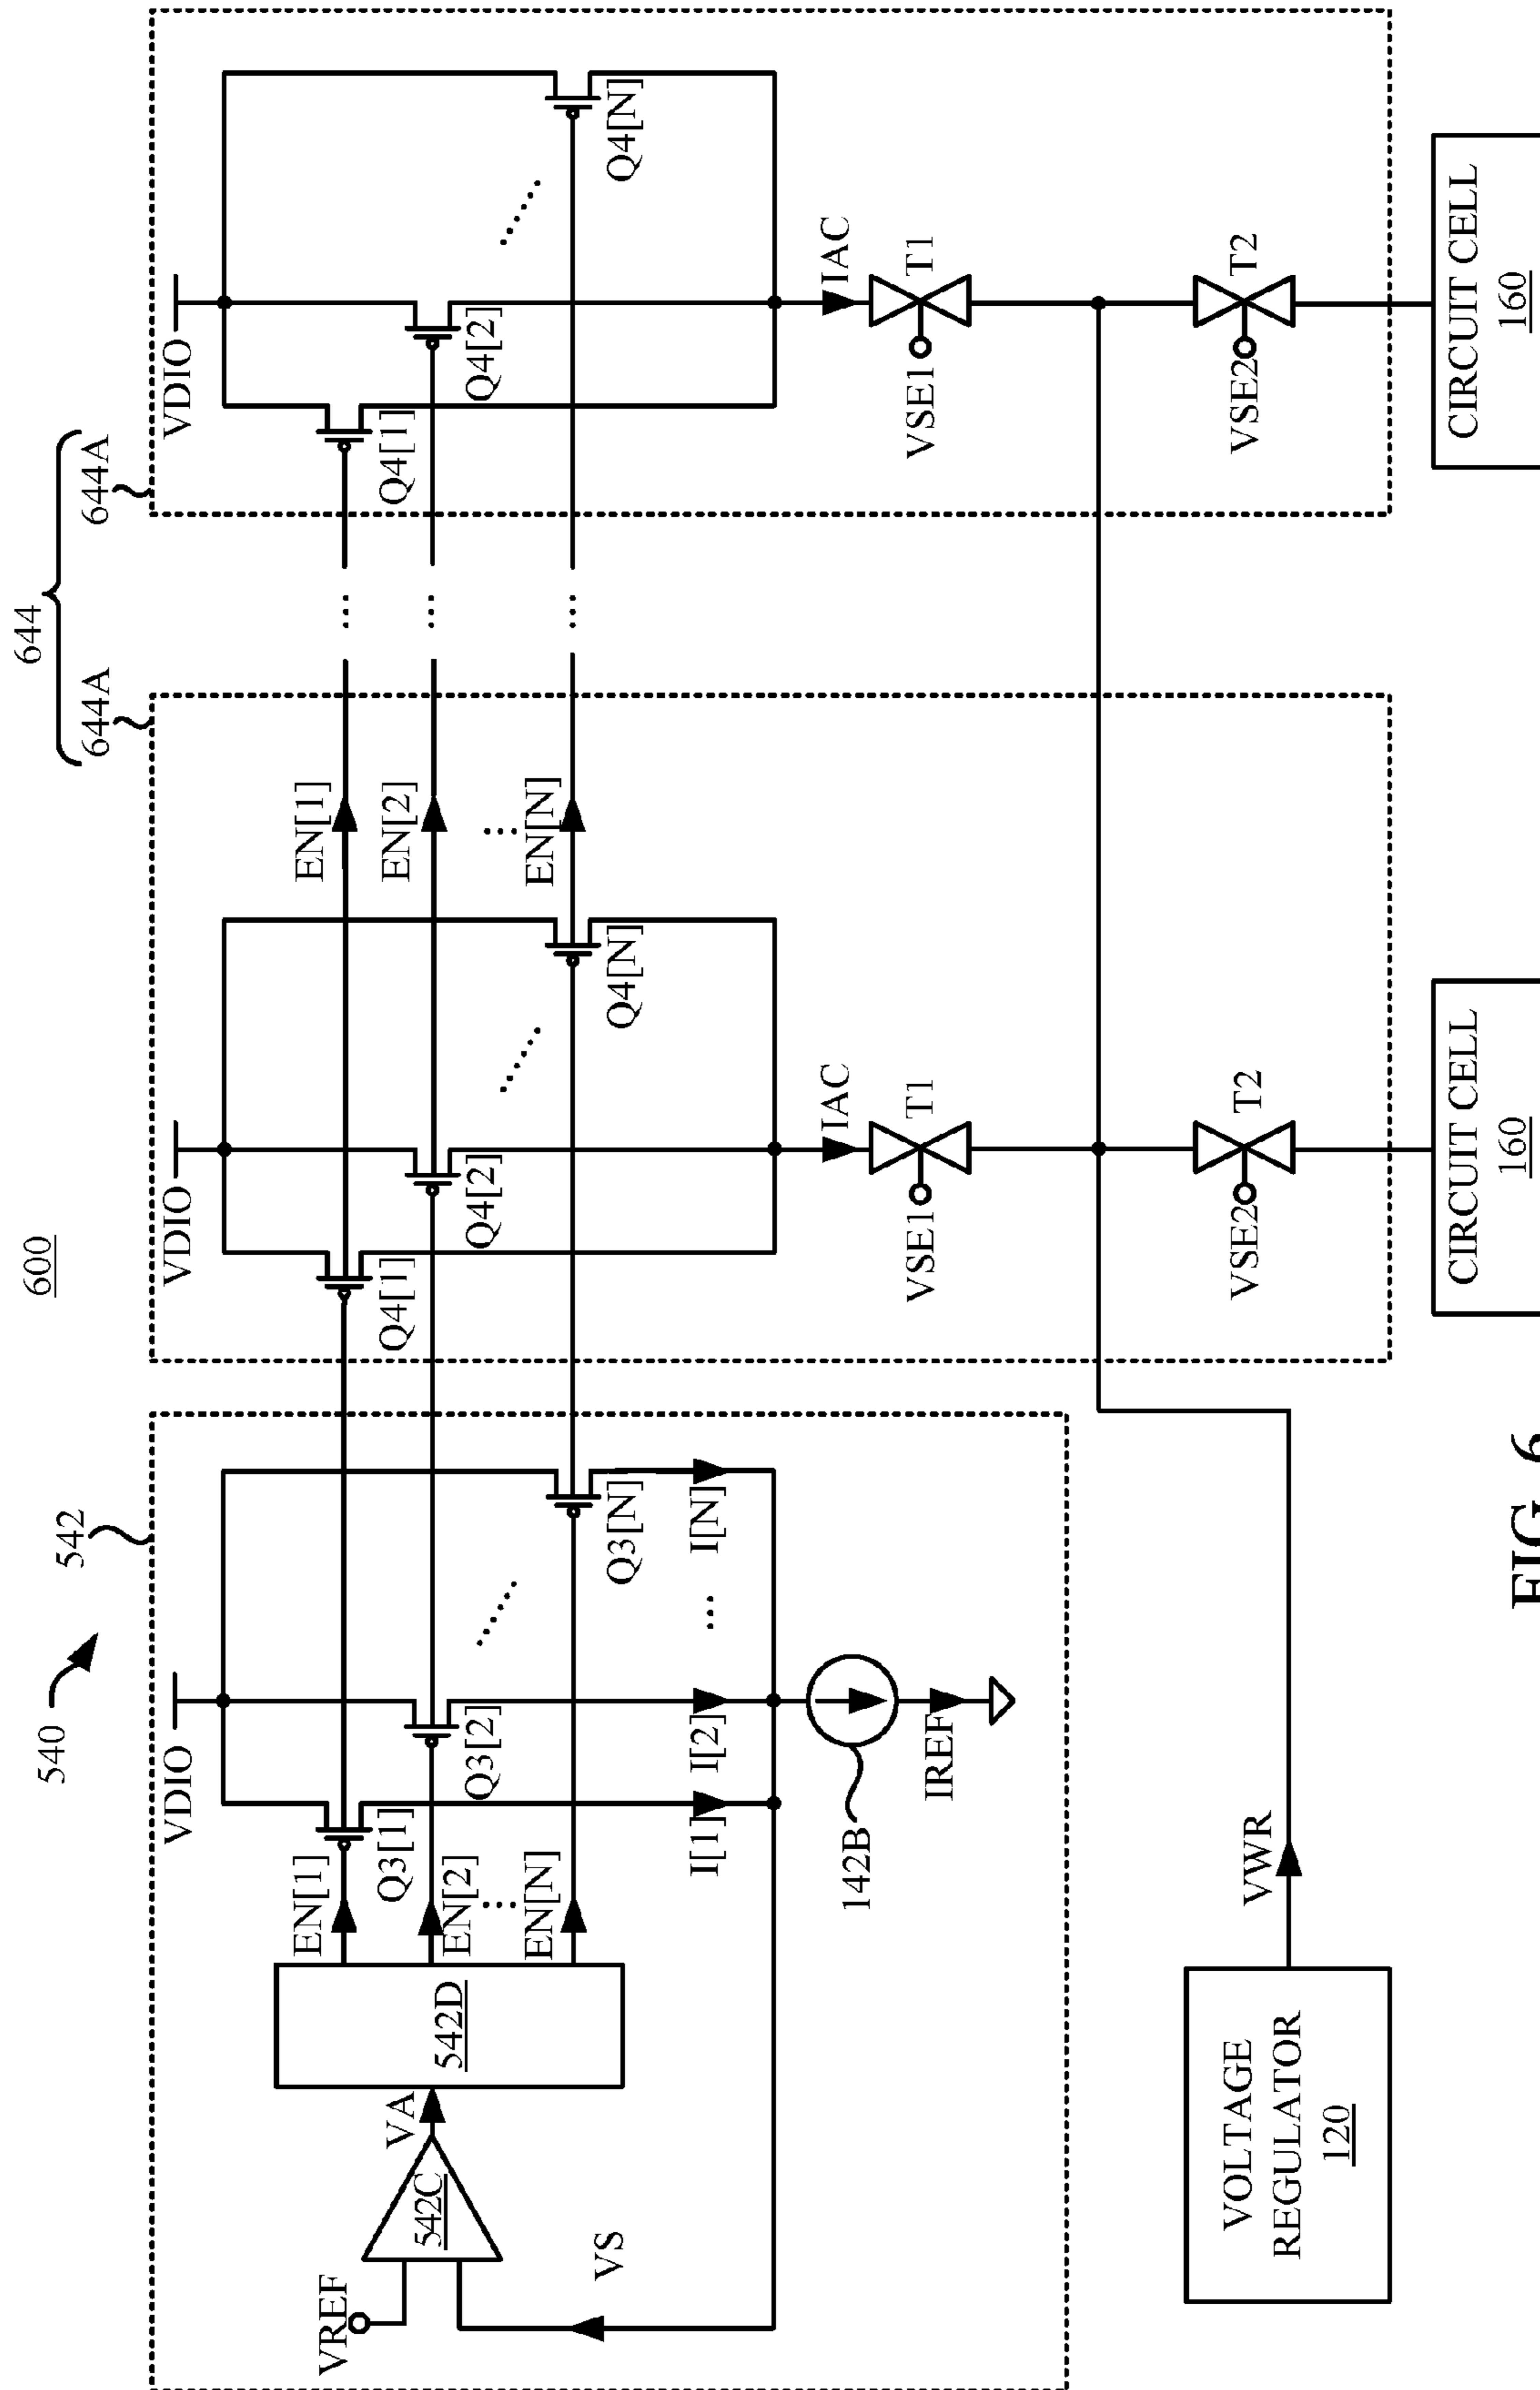 600
644
644A
644A
540
542
VDIO
VDIO
VDIO
VREF
542C
VA
542D
EN[1]
EN[2]
...
EN[N]
Q3[1]
Q3[2]
Q3[N]
......
I[1]
I[2]
...
I[N]
VS
142B
IREF
Q4[1]
Q4[2]
Q4[N]
......
EN[1]
EN[2]
...
EN[N]
...
...
...
Q4[1]
Q4[2]
Q4[N]
......
IAC
IAC
VSE1
T1
VSE1
T1
VSE2
T2
VSE2
T2
VOLTAGE
REGULATOR
120
VWR
CIRCUIT CELL
160
CIRCUIT CELL
160
FIG. 6